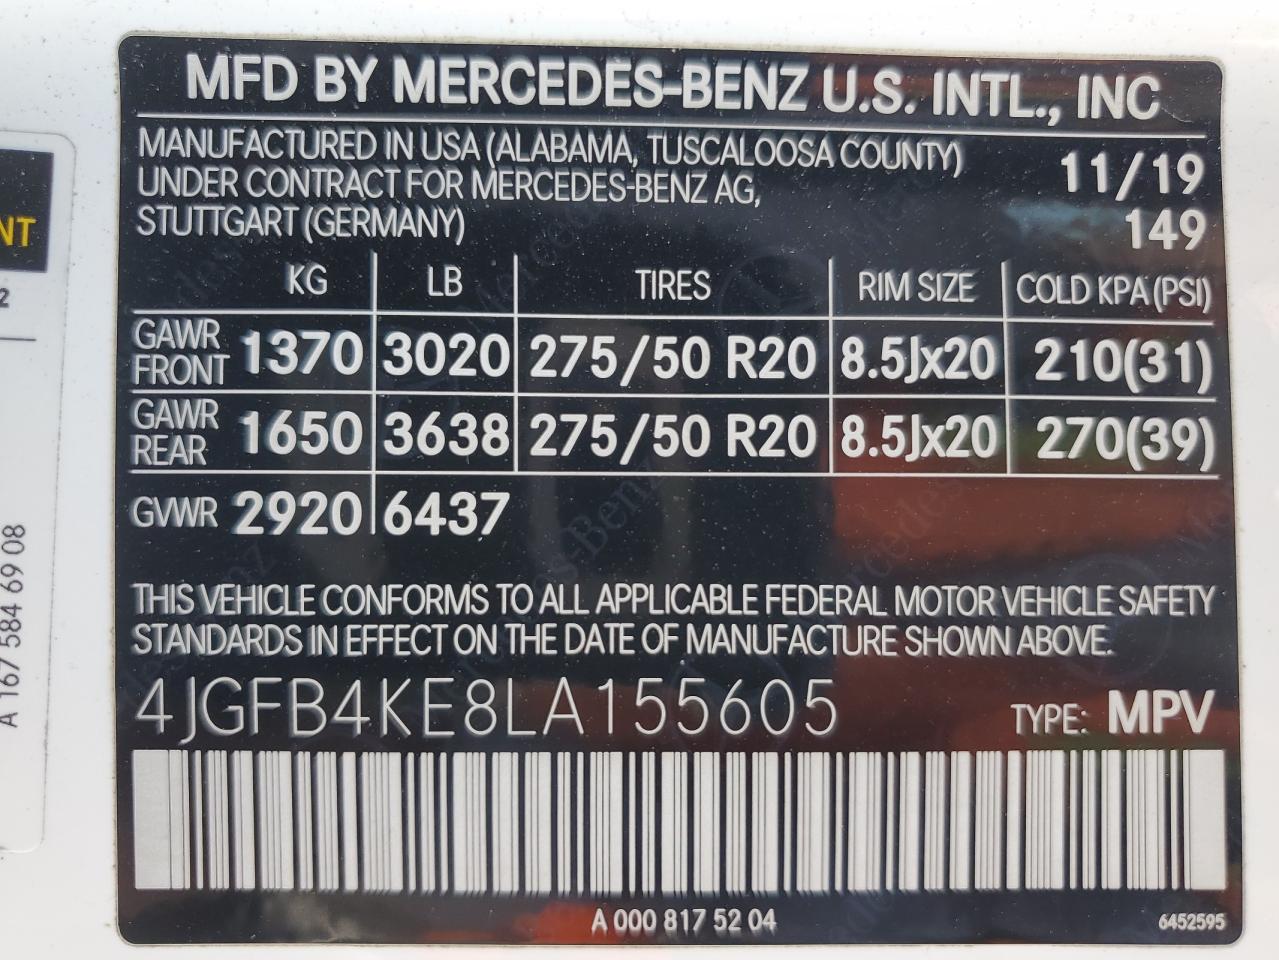 MFD BY MERCEDES-BENZ U.S. INTL., INC
MANUFACTURED IN USA (ALABAMA, TUSCALOOSA COUNTY)
UNDER CONTRACT FOR MERCEDES-BENZ AG,
STUTTGART (GERMANY)
11/19
149
KG LB TIRES RIM SIZE COLD KPA (PSI)
GAWR FRONT 1370 3020 275/50 R20 8.5Jx20 210(31)
GAWR REAR 1650 3638 275/50 R20 8.5Jx20 270(39)
GVWR 2920 6437
THIS VEHICLE CONFORMS TO ALL APPLICABLE FEDERAL MOTOR VEHICLE SAFETY
STANDARDS IN EFFECT ON THE DATE OF MANUFACTURE SHOWN ABOVE.
4JGFB4KE8LA155605 TYPE: MPV
A 000 817 52 04
6452595
NT
2
A 167 584 69 08